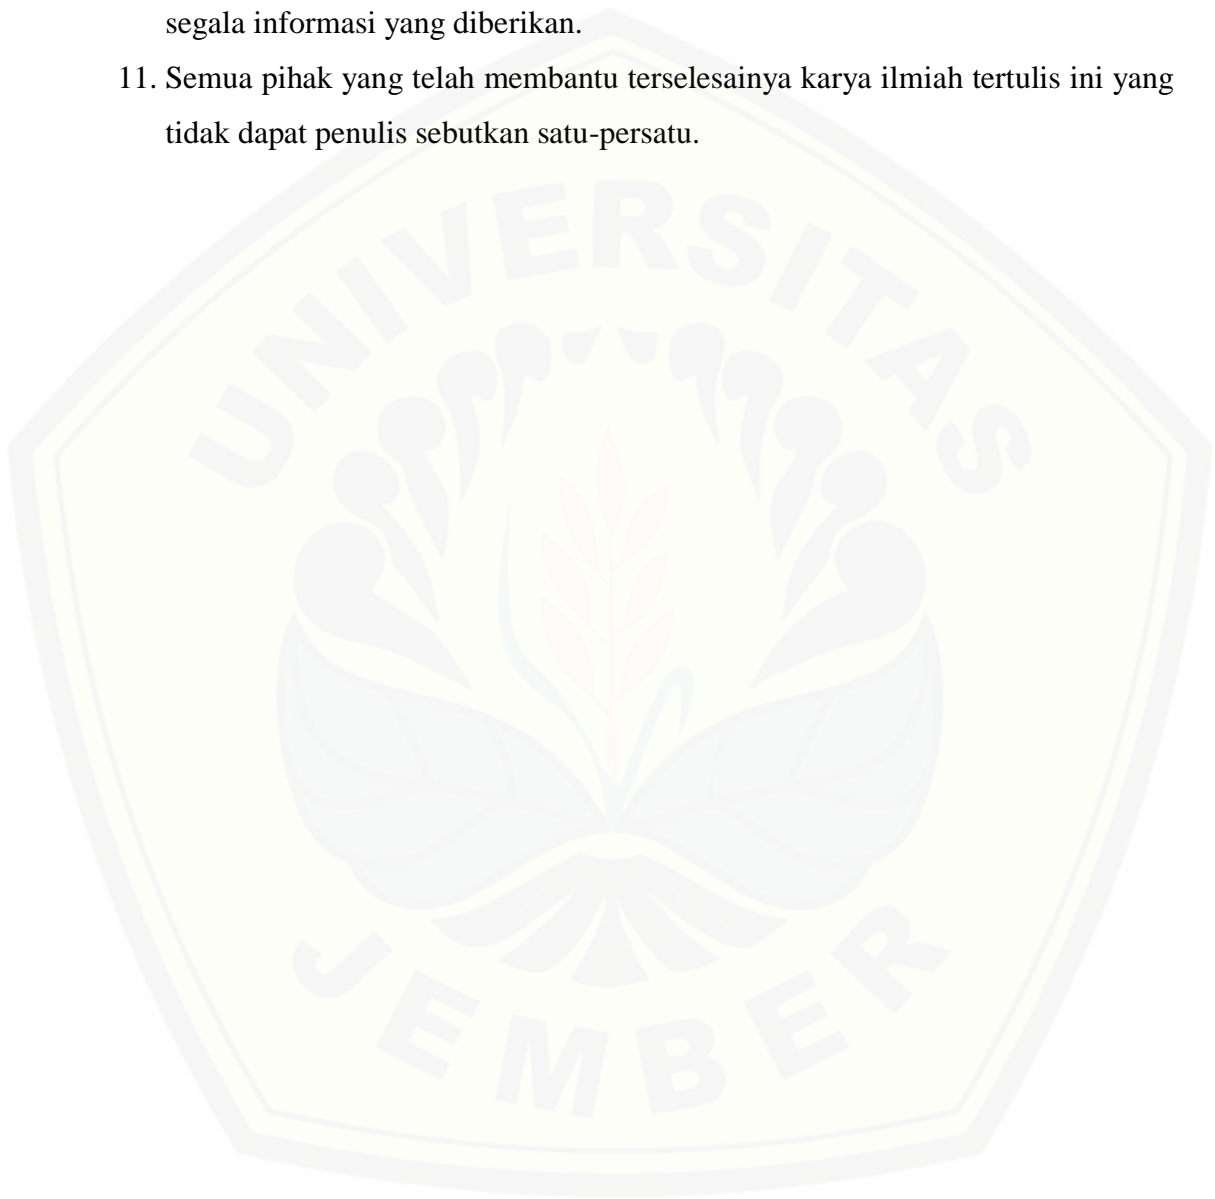 segala informasi yang diberikan.
11. Semua pihak yang telah membantu terselesainya karya ilmiah tertulis ini yang
tidak dapat penulis sebutkan satu-persatu.
UNIVERSITAS
JEMBER